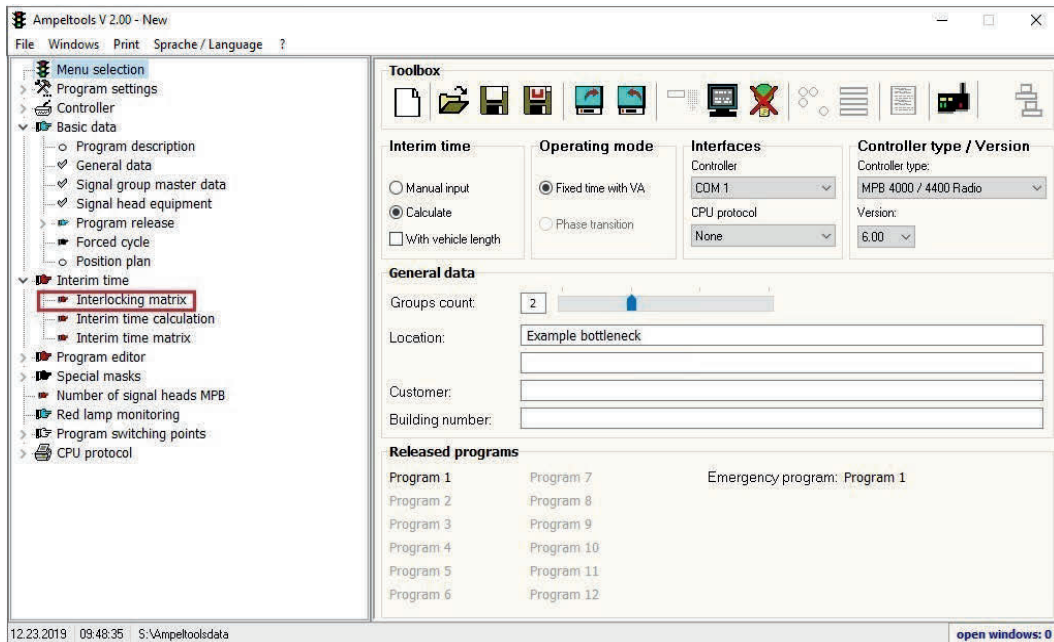 Ampeltools V 2.00 - New
File Windows Print Sprache / Language ?
Menu selection
Program settings
Controller
Basic data
Program description
General data
Signal group master data
Signal head equipment
Program release
Forced cycle
Position plan
Interim time
Interlocking matrix
Interim time calculation
Interim time matrix
Program editor
Special masks
Number of signal heads MPB
Red lamp monitoring
Program switching points
CPU protocol
Toolbox
Interim time
Manual input
Calculate
With vehicle length
Operating mode
Fixed time with VA
Phase transition
Interfaces
Controller
COM 1
CPU protocol
None
Controller type / Version
Controller type:
MPB 4000 / 4400 Radio
Version:
6.00
General data
Groups count: 2
Location: Example bottleneck
Customer:
Building number:
Released programs
Program 1 Program 7 Emergency program: Program 1
Program 2 Program 8
Program 3 Program 9
Program 4 Program 10
Program 5 Program 11
Program 6 Program 12
12.23.2019 09:48:35 S:\Ampeltoolsdata open windows: 0